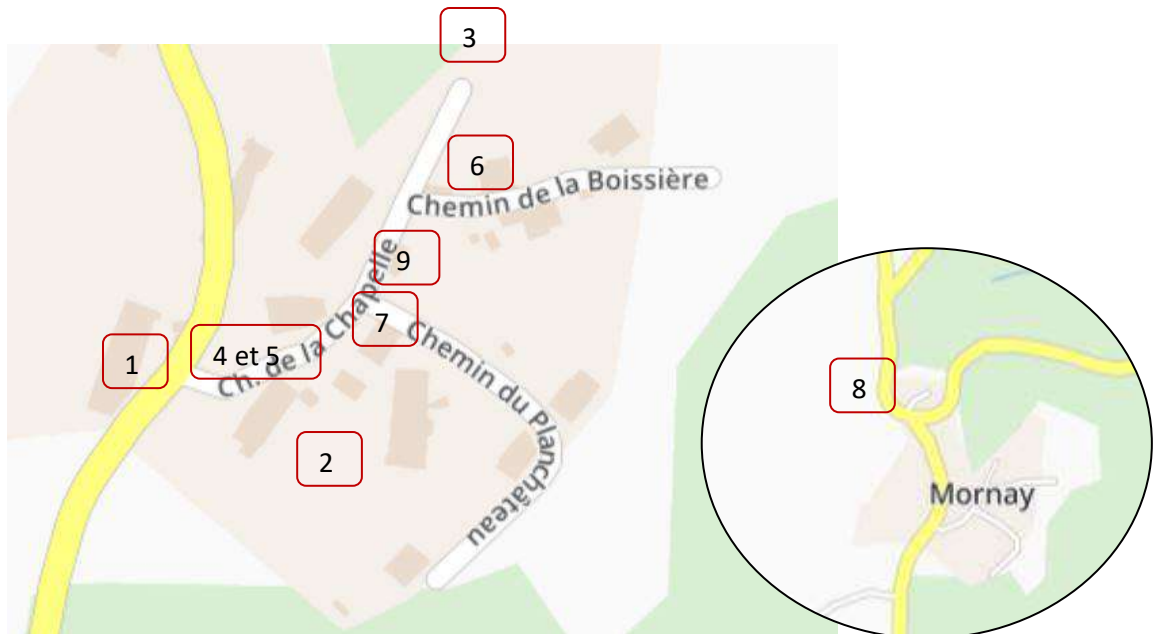 3
6
Chemin de la Boissière
9
7
4 et 5
Ch. de la Chapelle
1
Chemin du Planchâteau
2
8
Mornay